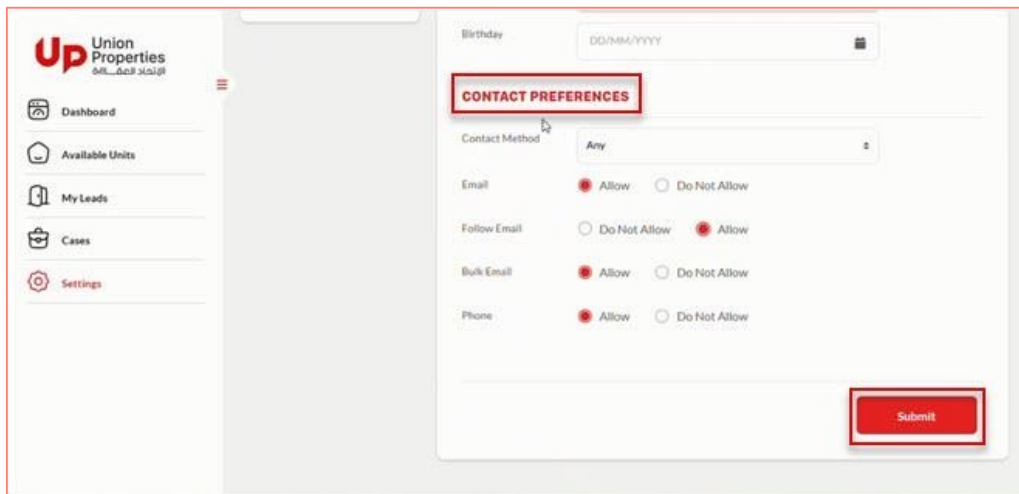 Union
Properties
الإتحاد العقـارية
Dashboard
Available Units
My Leads
Cases
Settings
Birthday
DD/MM/YYYY
CONTACT PREFERENCES
Contact Method
Any
Email
Allow
Do Not Allow
Follow Email
Do Not Allow
Allow
Bulk Email
Allow
Do Not Allow
Phone
Allow
Do Not Allow
Submit